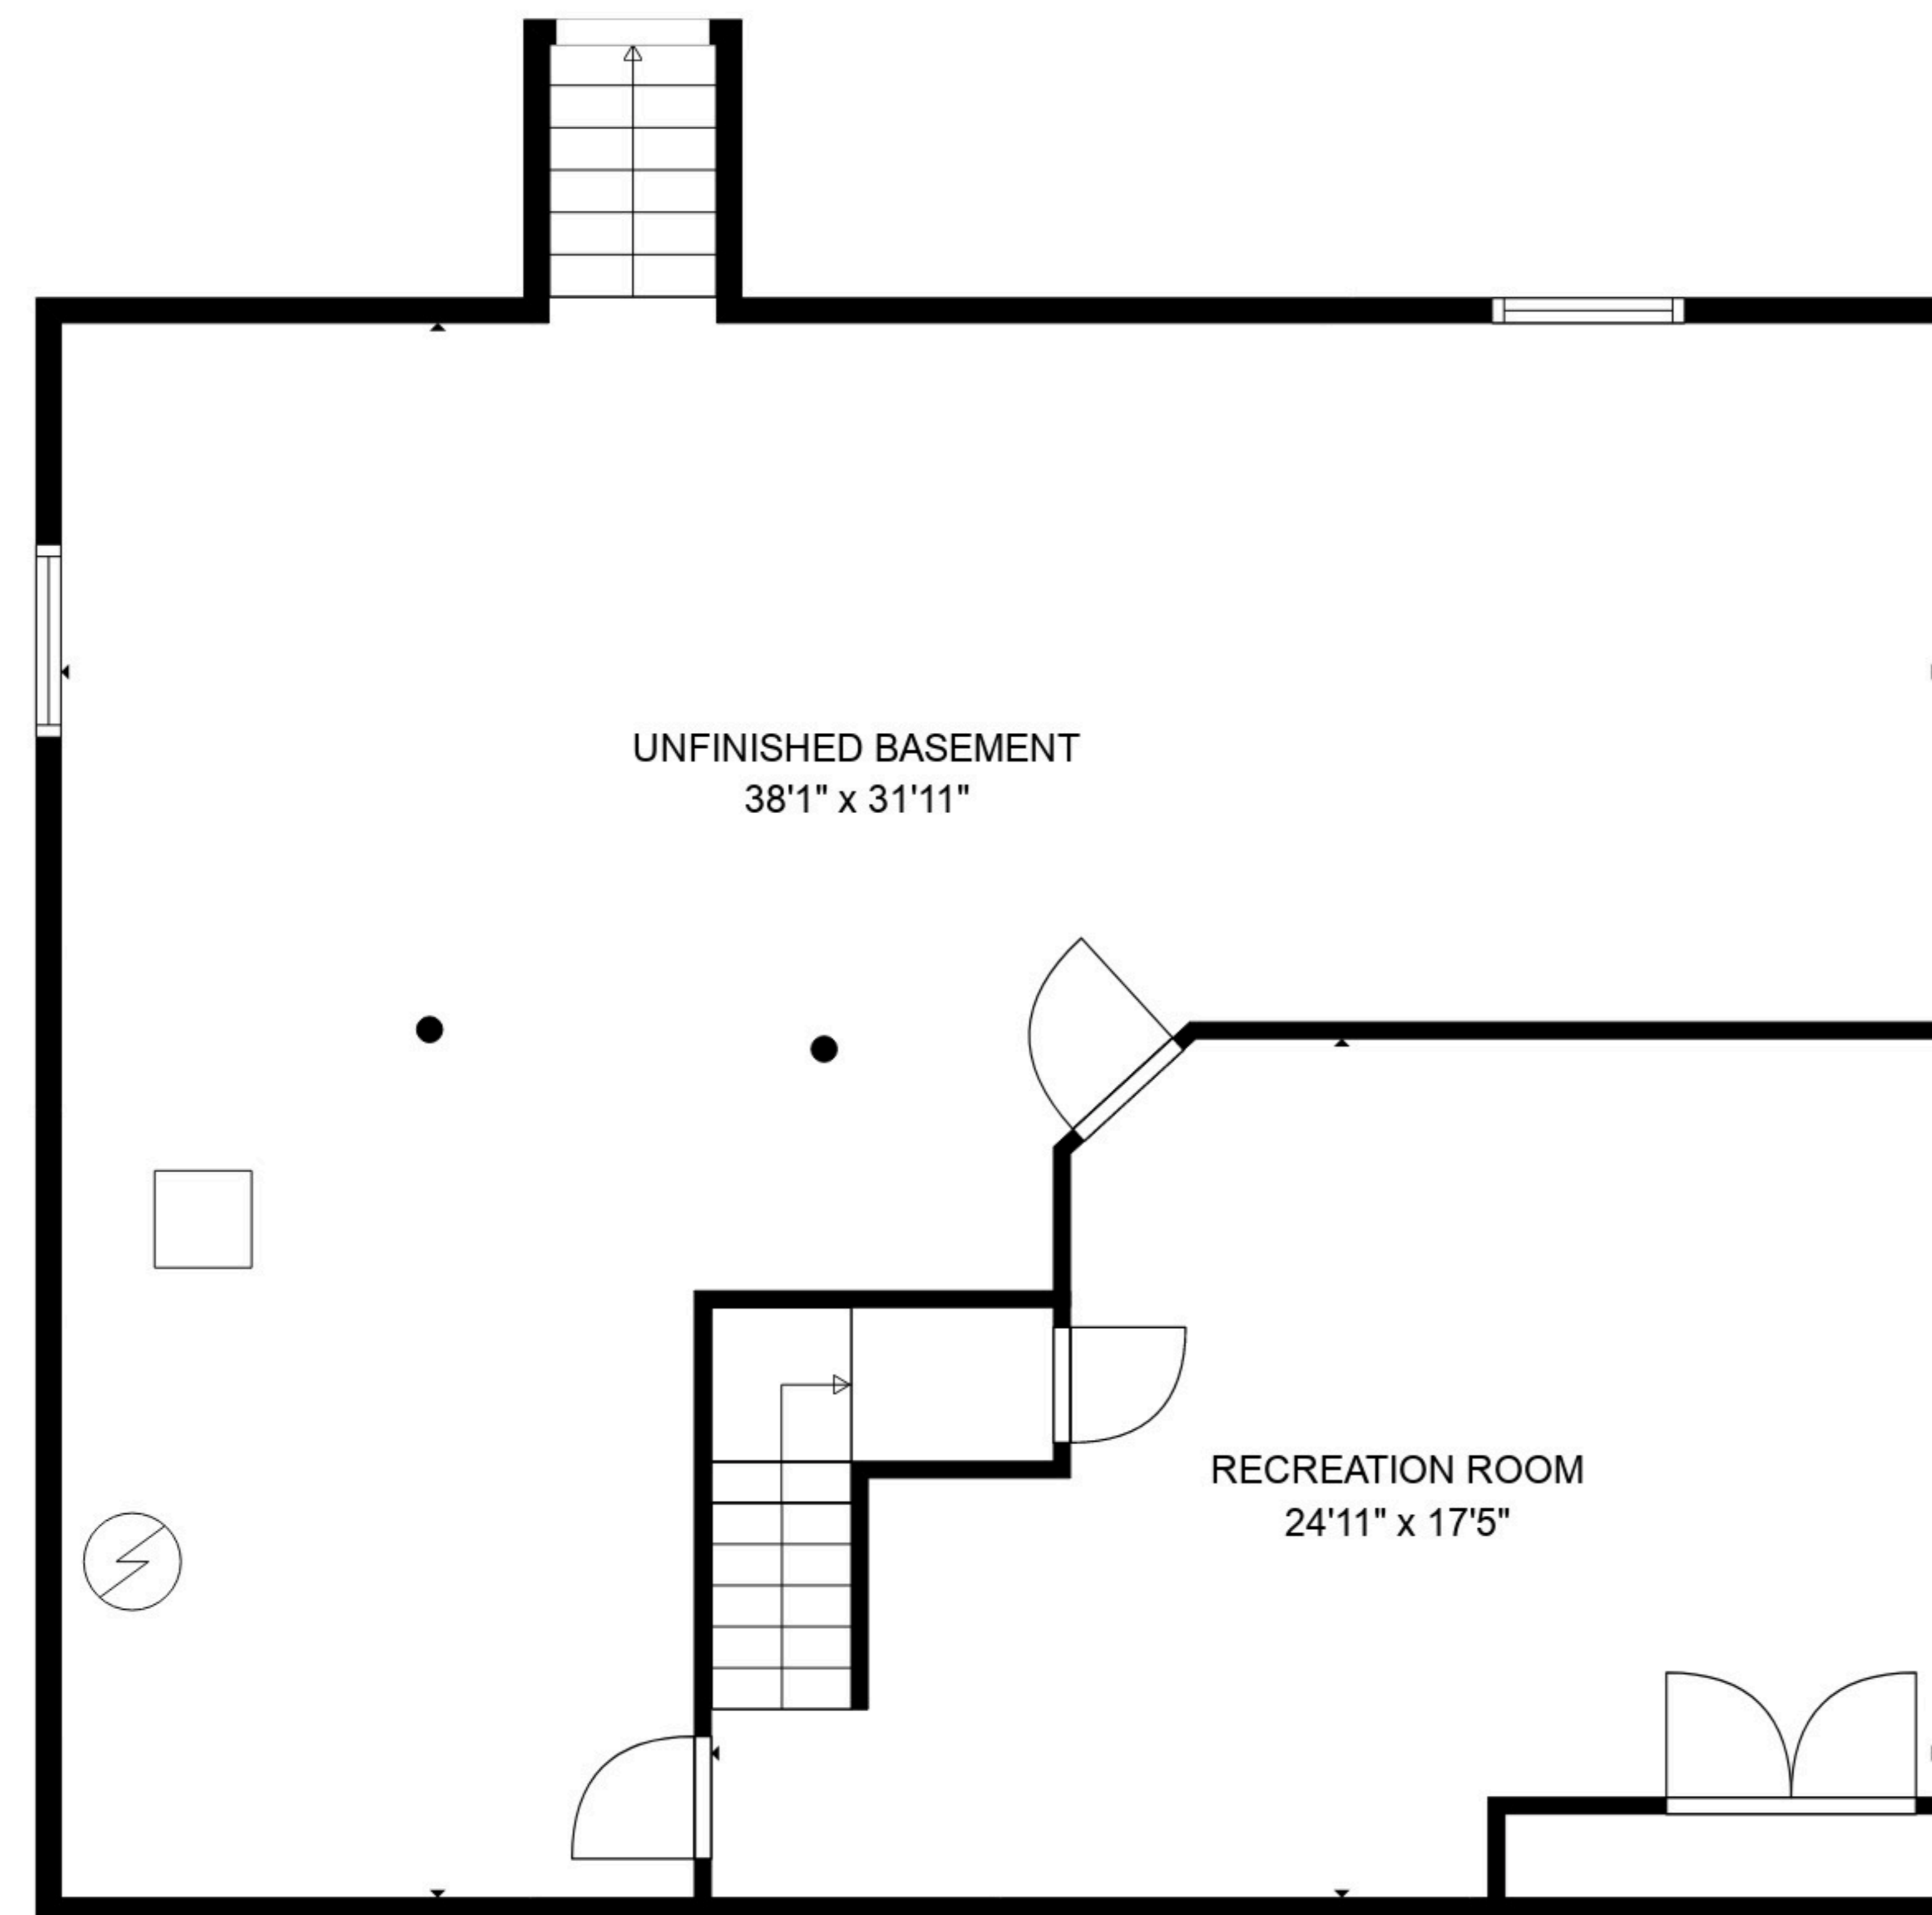 UNFINISHED BASEMENT
38'1" x 31'11"
RECREATION ROOM
24'11" x 17'5"